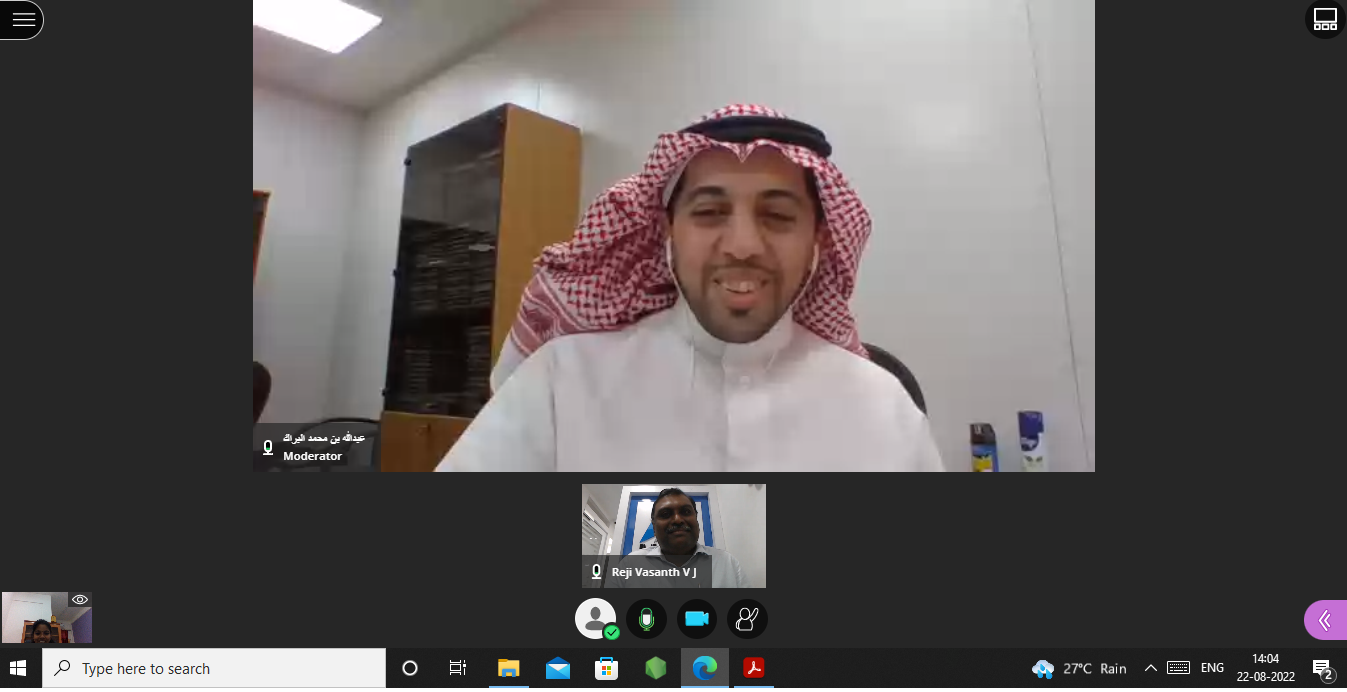 عبدالله بن محمد البراك
Moderator
Reji Vasanth V J
Type here to search
27°C Rain
ENG
14:04
22-08-2022
2